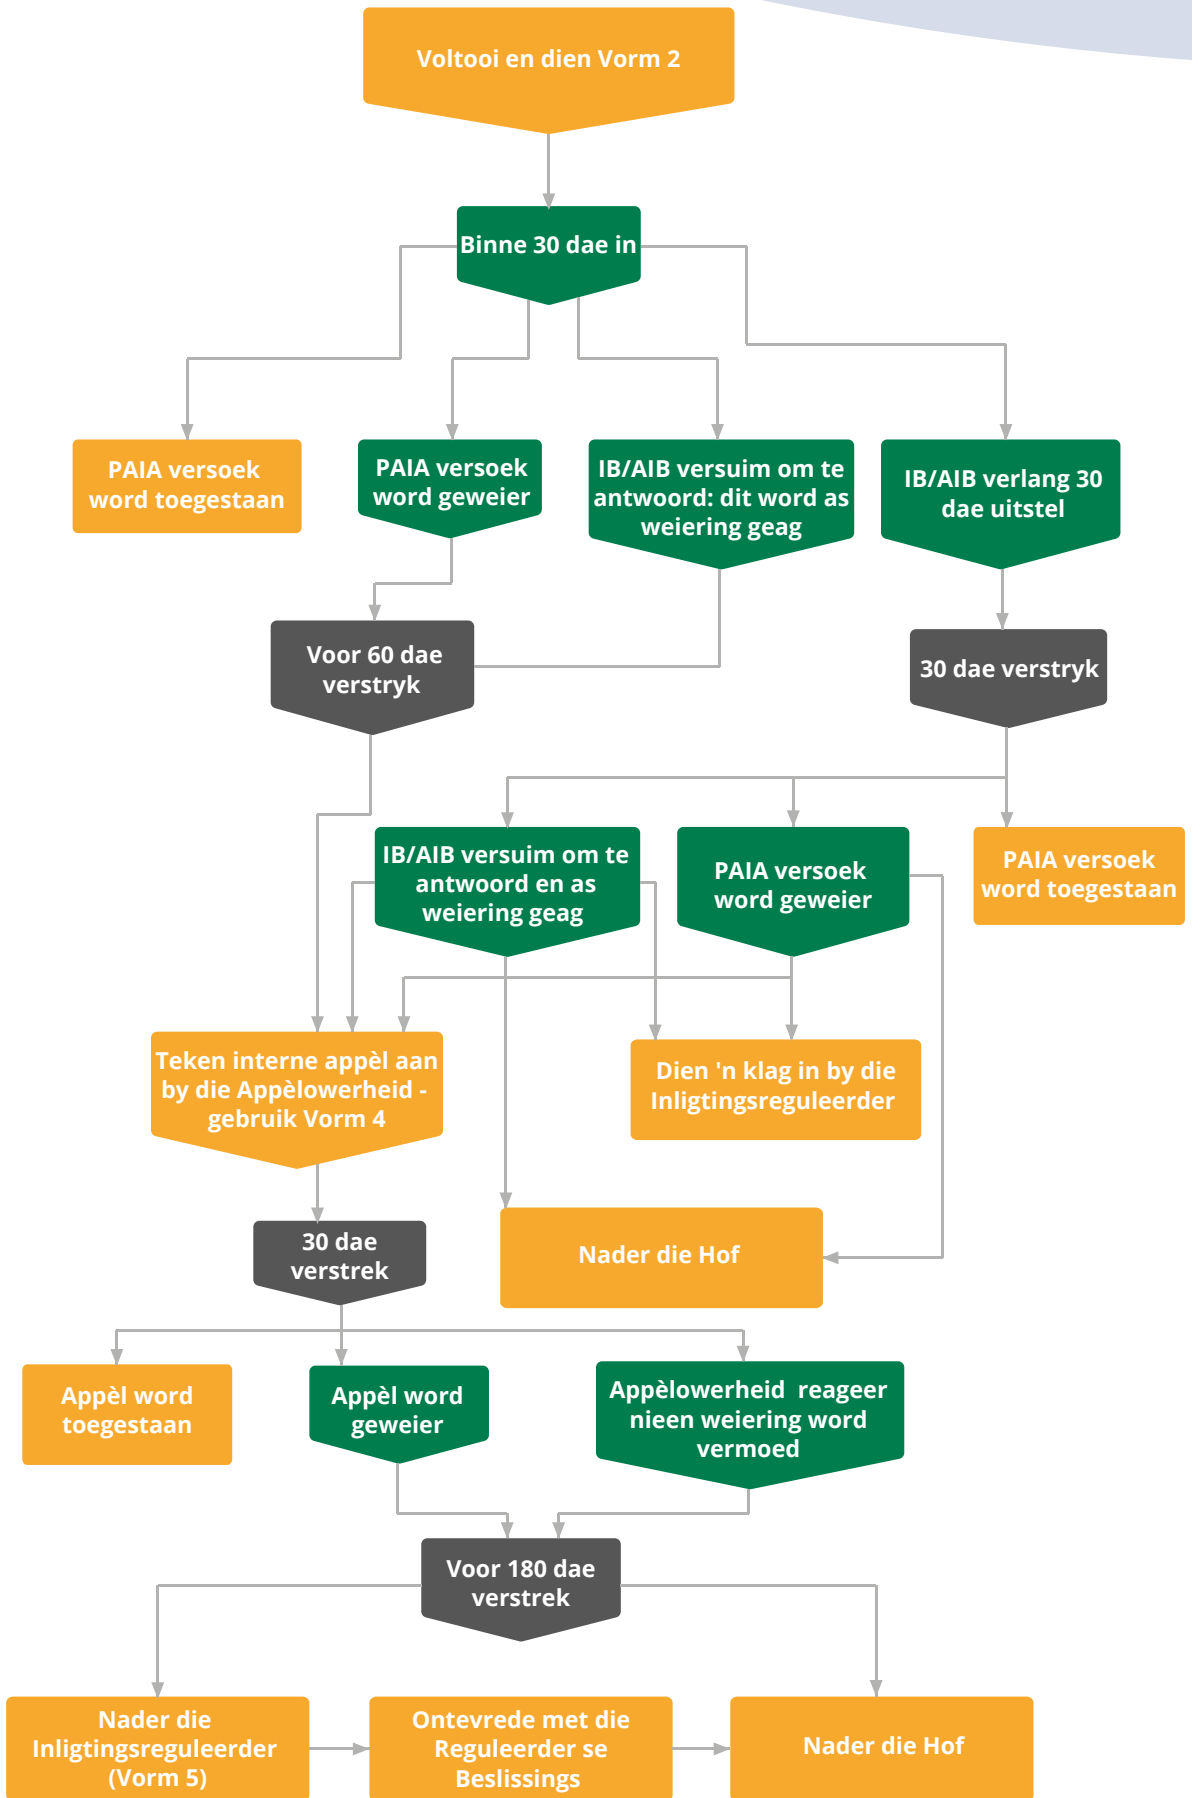 Voltooi en dien Vorm 2
Binne 30 dae in
PAIA versoek
word toegestaan
PAIA versoek
word geweier
IB/AIB versuim om te
antwoord: dit word as
weiering geag
IB/AIB verlang 30
dae uitstel
Voor 60 dae
verstryk
30 dae verstryk
IB/AIB versuim om te
antwoord en as
weiering geag
PAIA versoek
word geweier
PAIA versoek
word toegestaan
Teken interne appèl aan
by die Appèlowerheid -
gebruik Vorm 4
Dien 'n klag in by die
Inligtingsreguleerder
Nader die Hof
30 dae
verstrek
Appèl word
toegestaan
Appèl word
geweier
Appèlowerheid  reageer
nieen weiering word
vermoed
Voor 180 dae
verstrek
Nader die
Inligtingsreguleerder
(Vorm 5)
Ontevrede met die
Reguleerder se
Beslissings
Nader die Hof